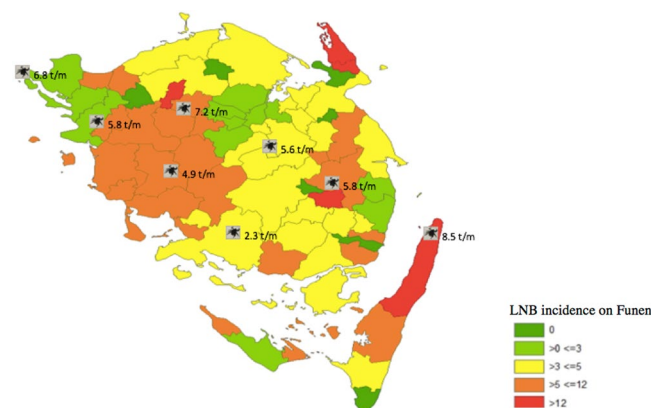 6.8 t/m
7.2 t/m
5.8 t/m
5.6 t/m
4.9 t/m
5.8 t/m
2.3 t/m
8.5 t/m
LNB incidence on Funen
0
>0 <=3
>3 <=5
>5 <=12
>12